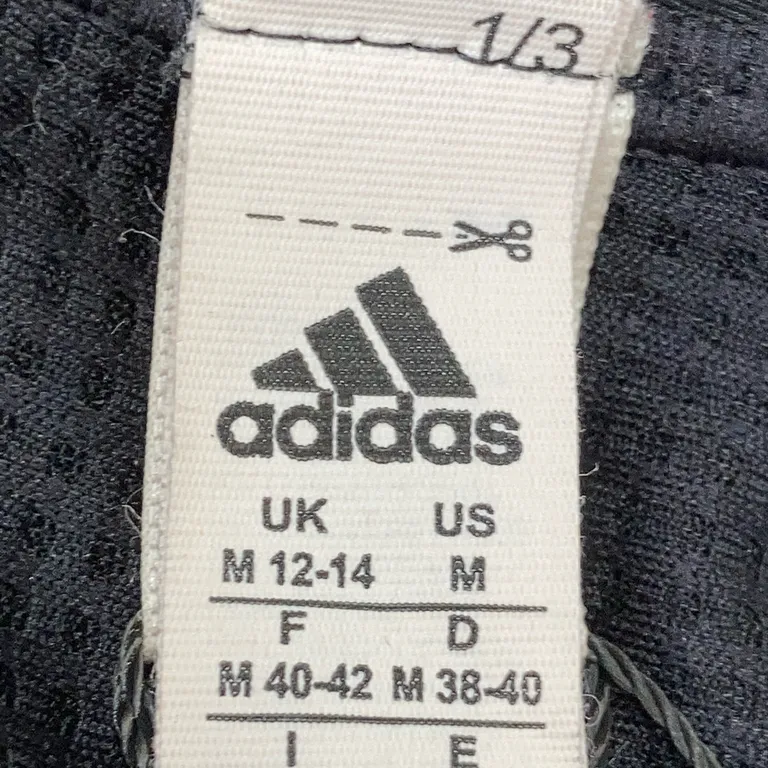 1/3
adidas
UK US
M 12-14 M
F D
M 40-42 M 38-40
I E